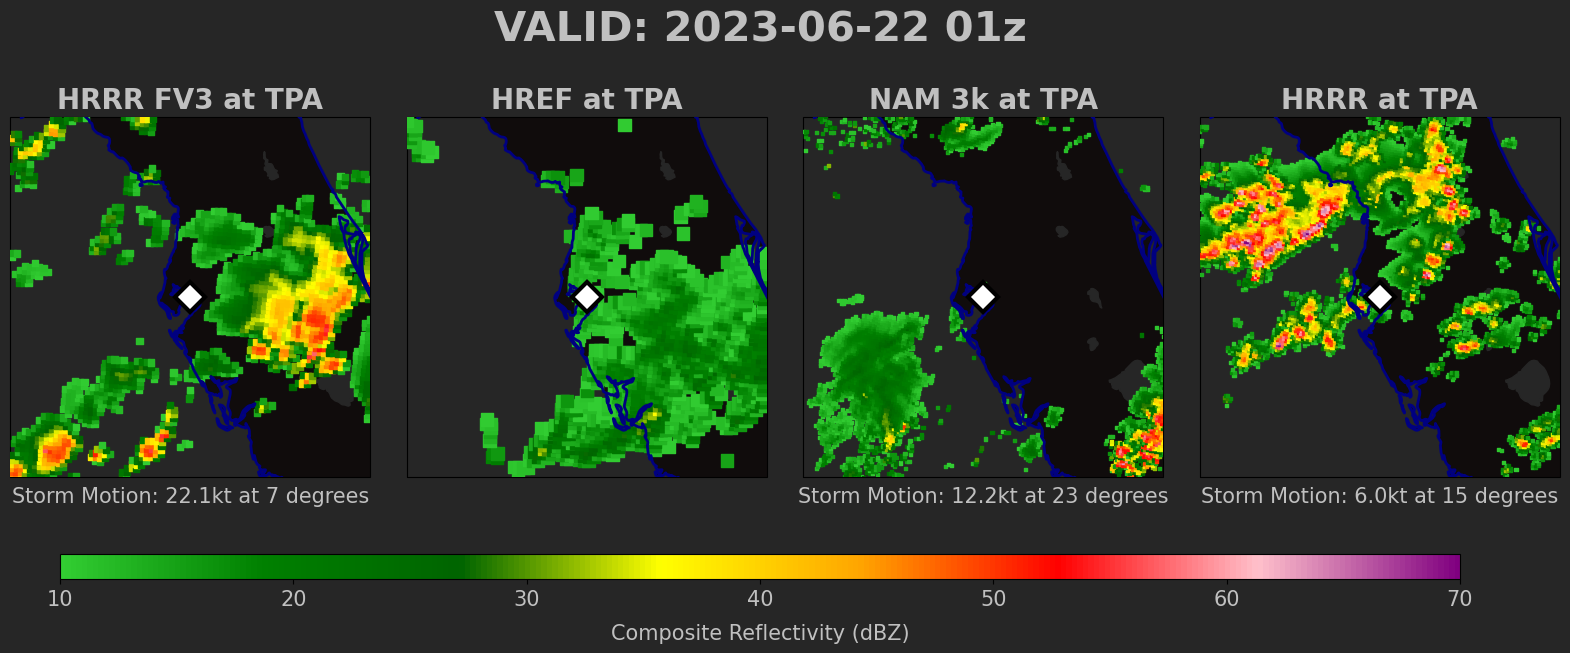 VALID: 2023-06-22 01z
HRRR FV3 at TPA
HREF at TPA
NAM 3k at TPA
HRRR at TPA
Storm Motion: 22.1kt at 7 degrees
Storm Motion: 12.2kt at 23 degrees
Storm Motion: 6.0kt at 15 degrees
10 20 30 40 50 60 70
Composite Reflectivity (dBZ)